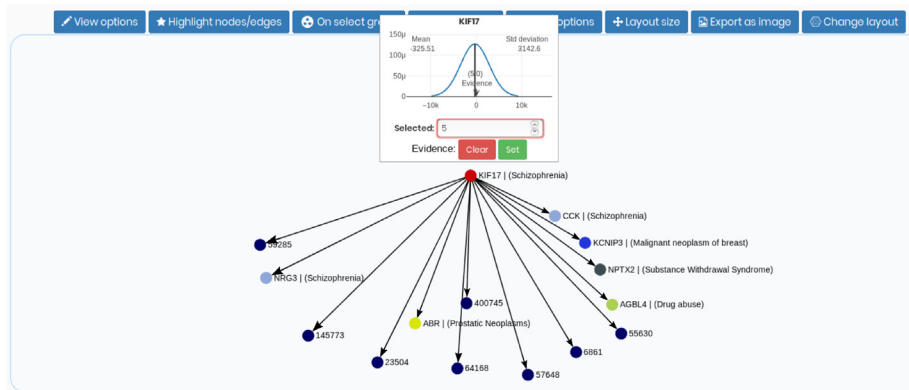 View options
Highlight nodes/edges
On select gr
options
Layout size
Export as image
Change layout
KIF17
Mean
-325.51
Std deviation
3142.6
150μ
100μ
50μ
0
(5,0)
Evidence
−10k
0
10k
Selected: 5
Evidence: Clear Set
KIF17 | (Schizophrenia)
CCK | (Schizophrenia)
59285
KCNIP3 | (Malignant neoplasm of breast)
NPTX2 | (Substance Withdrawal Syndrome)
NRG3 | (Schizophrenia)
400745
AGBL4 | (Drug abuse)
ABR | (Prostatic Neoplasms)
145773
55630
6861
23504
64168
57648